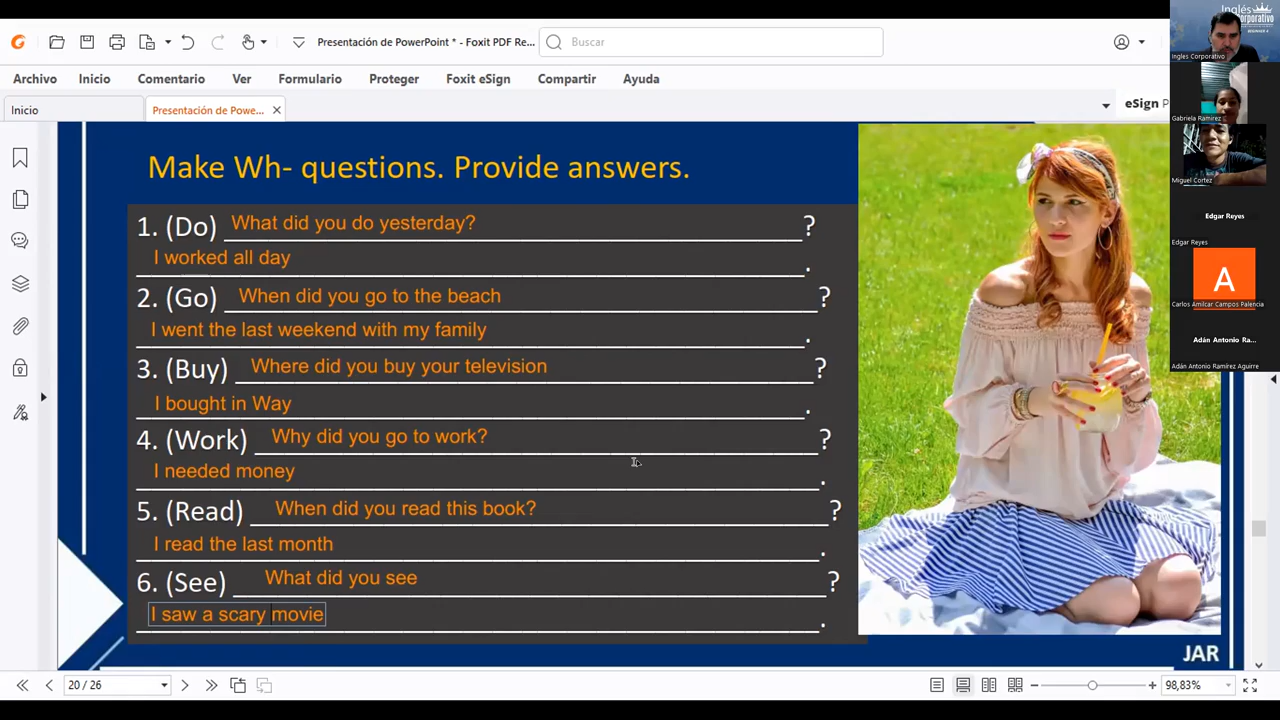 Presentación de PowerPoint * - Foxit PDF Re...
Buscar
Archivo Inicio Comentario Ver Formulario Proteger Foxit eSign Compartir Ayuda
Inicio
Presentación de Powe...
eSign
Make Wh- questions. Provide answers.
1. (Do) What did you do yesterday? ?
I worked all day .
2. (Go) When did you go to the beach ?
I went the last weekend with my family .
3. (Buy) Where did you buy your television ?
I bought in Way .
4. (Work) Why did you go to work? ?
I needed money .
5. (Read) When did you read this book? ?
I read the last month .
6. (See) What did you see ?
I saw a scary movie .
JAR
20 / 26
98,83%
Inglés
Corporativo
Ingles Corporativo
Gabriela Ramirez
Miguel Cortez
Edgar Reyes
Edgar Reyes
A
Carlos Amilcar Campos Palencia
Adán Antonio Ra...
Adán Antonio Ramírez Aguirre